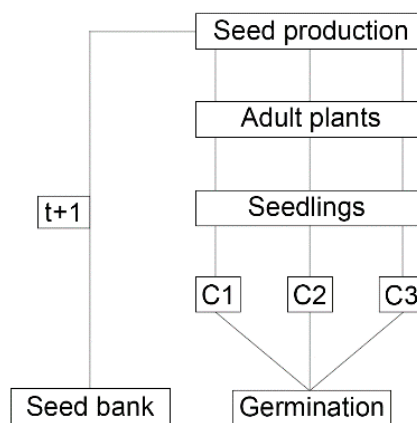 Seed production
Adult plants
t+1
Seedlings
C1 C2 C3
Seed bank Germination